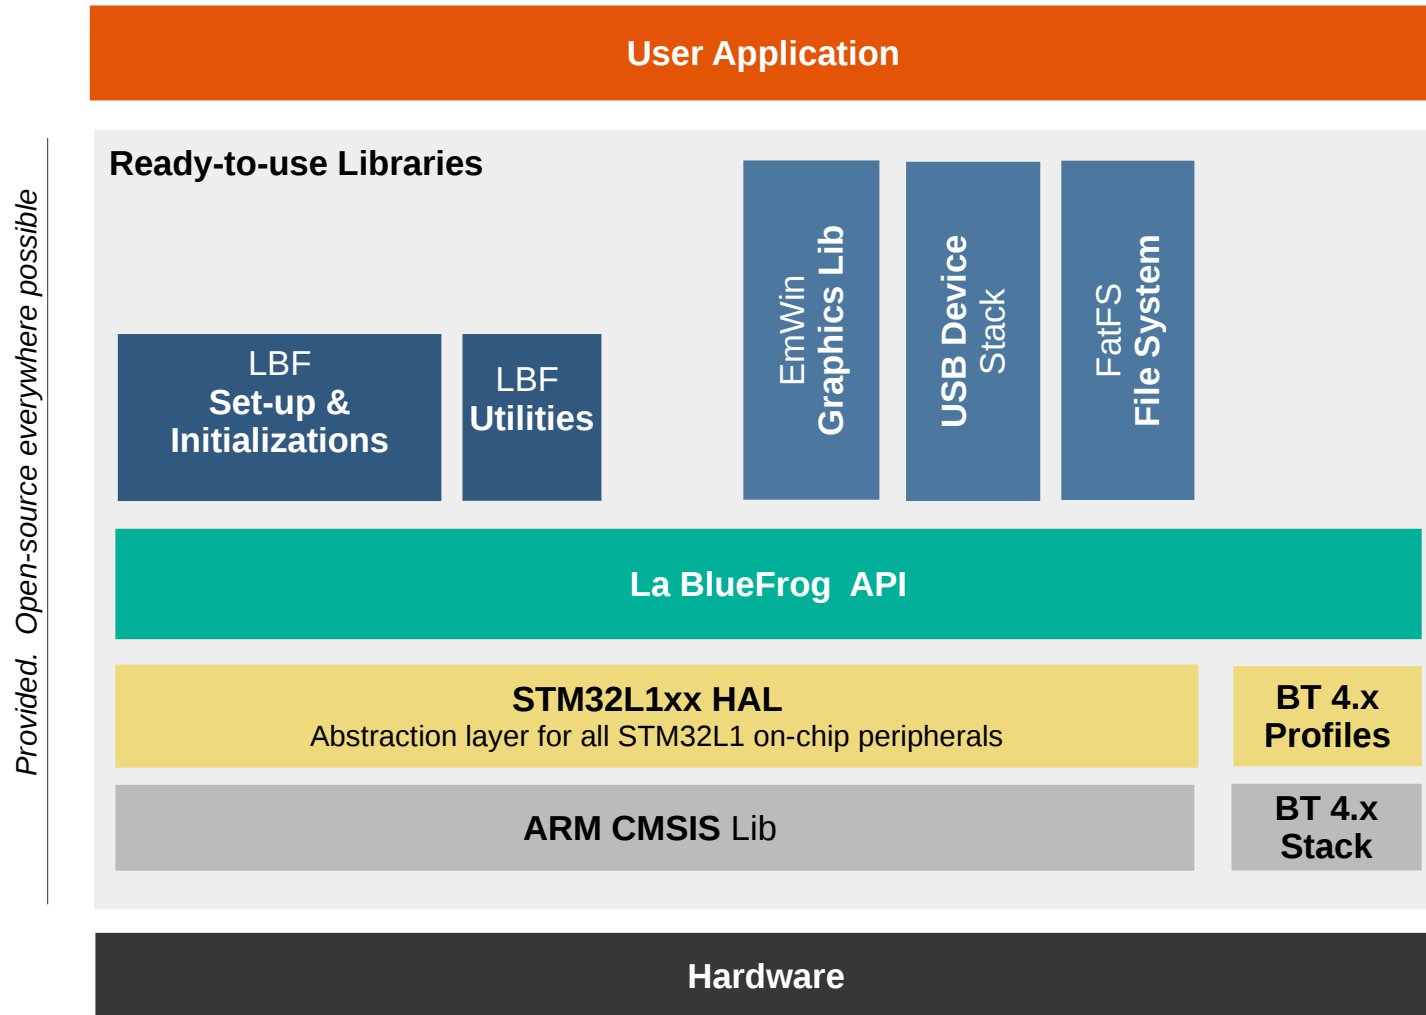 User Application
Ready-to-use Libraries
Provided.  Open-source everywhere possible
LBF
Set-up &
Initializations
LBF
Utilities
EmWin
Graphics Lib
USB Device
Stack
FatFS
File System
La BlueFrog  API
STM32L1xx HAL
Abstraction layer for all STM32L1 on-chip peripherals
BT 4.x
Profiles
ARM CMSIS Lib
BT 4.x
Stack
Hardware